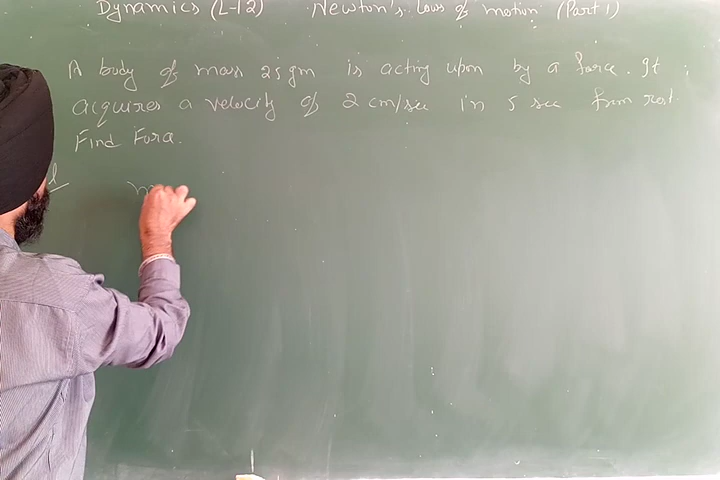 Dynamics (L-12) Newton's Laws of motion (Part 1)
A body of mass 25 gm is acting upon by a force. It
acquires a velocity of 2 cm/sec in 5 sec from rest.
Find Force.
m